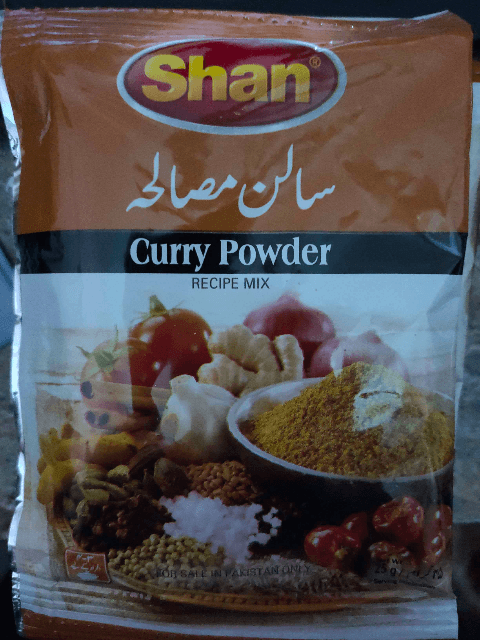 Shan®
سالن مصالحہ
Curry Powder
RECIPE MIX
FOR SALE IN PAKISTAN ONLY